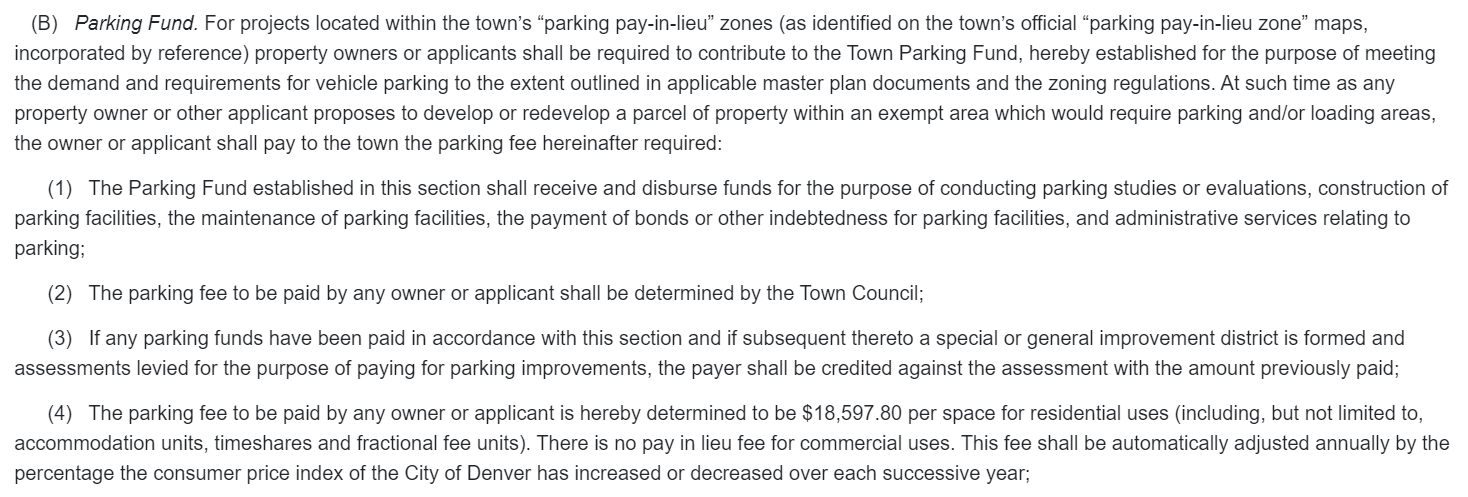 (B) Parking Fund. For projects located within the town’s “parking pay-in-lieu” zones (as identified on the town’s official “parking pay-in-lieu zone” maps,
incorporated by reference) property owners or applicants shall be required to contribute to the Town Parking Fund, hereby established for the purpose of meeting
the demand and requirements for vehicle parking to the extent outlined in applicable master plan documents and the zoning regulations. At such time as any
property owner or other applicant proposes to develop or redevelop a parcel of property within an exempt area which would require parking and/or loading areas,
the owner or applicant shall pay to the town the parking fee hereinafter required:
(1) The Parking Fund established in this section shall receive and disburse funds for the purpose of conducting parking studies or evaluations, construction of
parking facilities, the maintenance of parking facilities, the payment of bonds or other indebtedness for parking facilities, and administrative services relating to
parking;
(2) The parking fee to be paid by any owner or applicant shall be determined by the Town Council;
(3) If any parking funds have been paid in accordance with this section and if subsequent thereto a special or general improvement district is formed and
assessments levied for the purpose of paying for parking improvements, the payer shall be credited against the assessment with the amount previously paid;
(4) The parking fee to be paid by any owner or applicant is hereby determined to be $18,597.80 per space for residential uses (including, but not limited to,
accommodation units, timeshares and fractional fee units). There is no pay in lieu fee for commercial uses. This fee shall be automatically adjusted annually by the
percentage the consumer price index of the City of Denver has increased or decreased over each successive year;